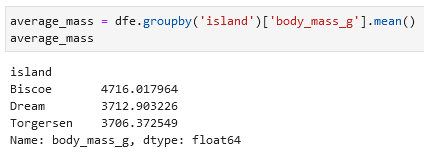 average_mass = dfe.groupby('island')['body_mass_g'].mean()
average_mass
island
Biscoe       4716.017964
Dream        3712.903226
Torgersen    3706.372549
Name: body_mass_g, dtype: float64